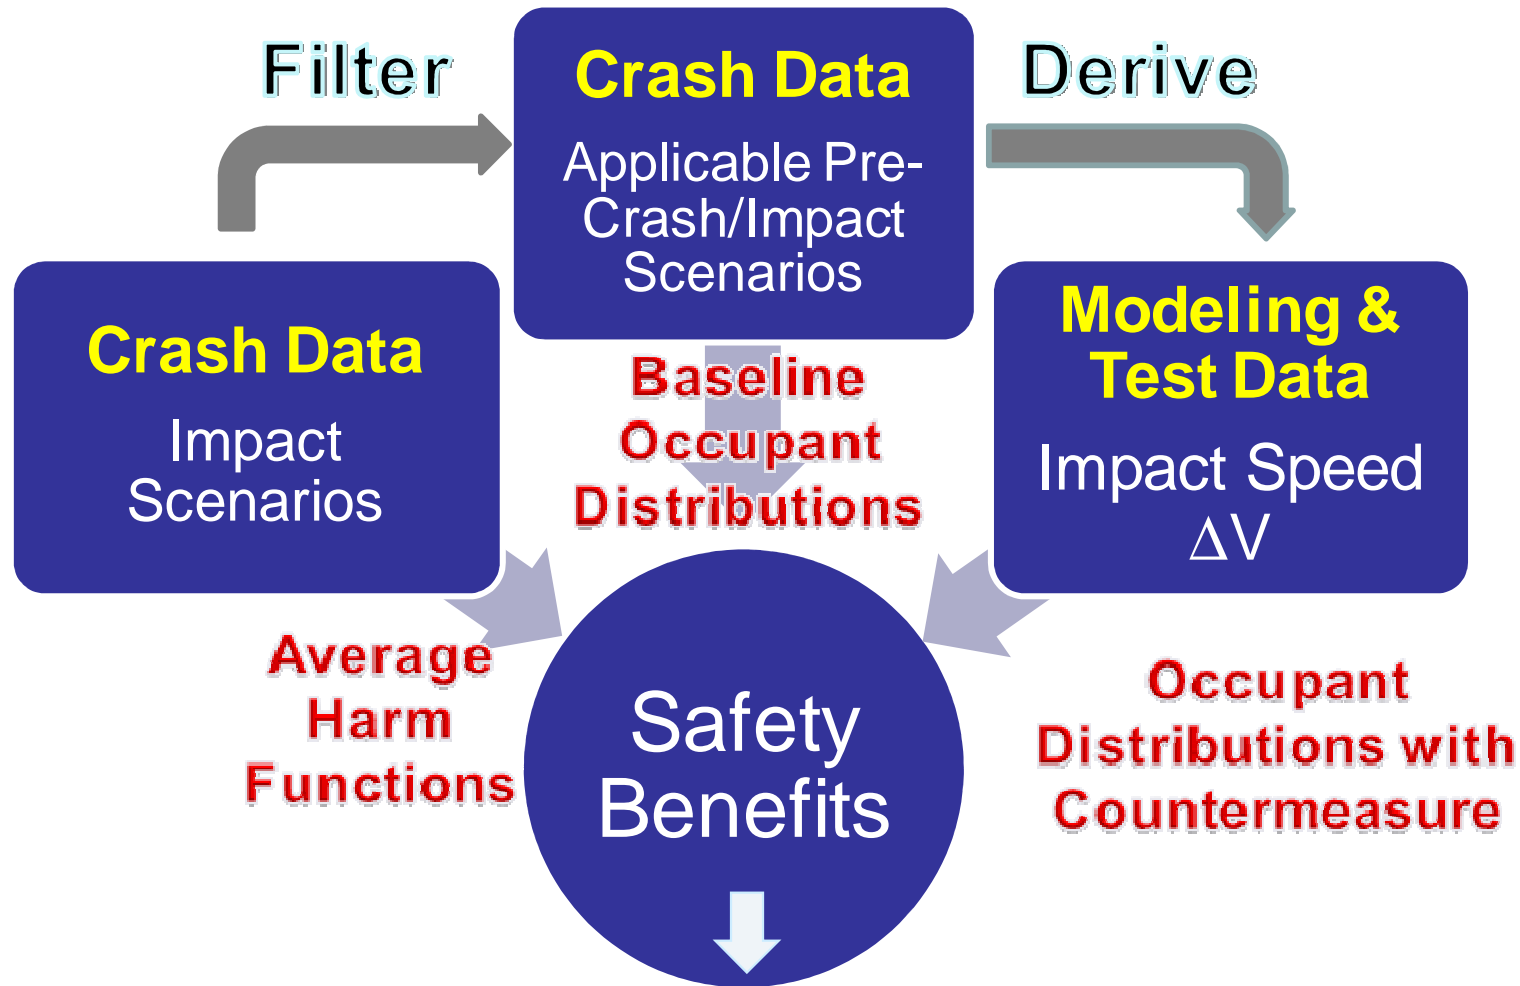 Filter
Crash Data
Applicable Pre-
Crash/Impact
Scenarios
Derive
Crash Data
Impact
Scenarios
Modeling &
Test Data
Impact Speed
ΔV
Baseline
Occupant
Distributions
Average
Harm
Functions
Occupant
Distributions with
Countermeasure
Safety
Benefits